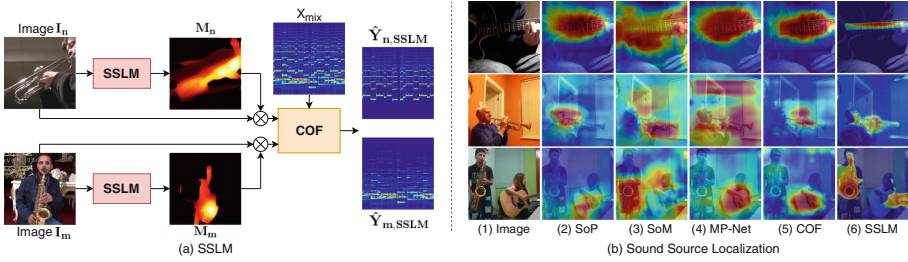 Image I_n
M_n
X_mix
Ŷ_n,SSLM
SSLM
COF
SSLM
Ŷ_m,SSLM
Image I_m
M_m
(a) SSLM
(1) Image
(2) SoP
(3) SoM
(4) MP-Net
(5) COF
(6) SSLM
(b) Sound Source Localization